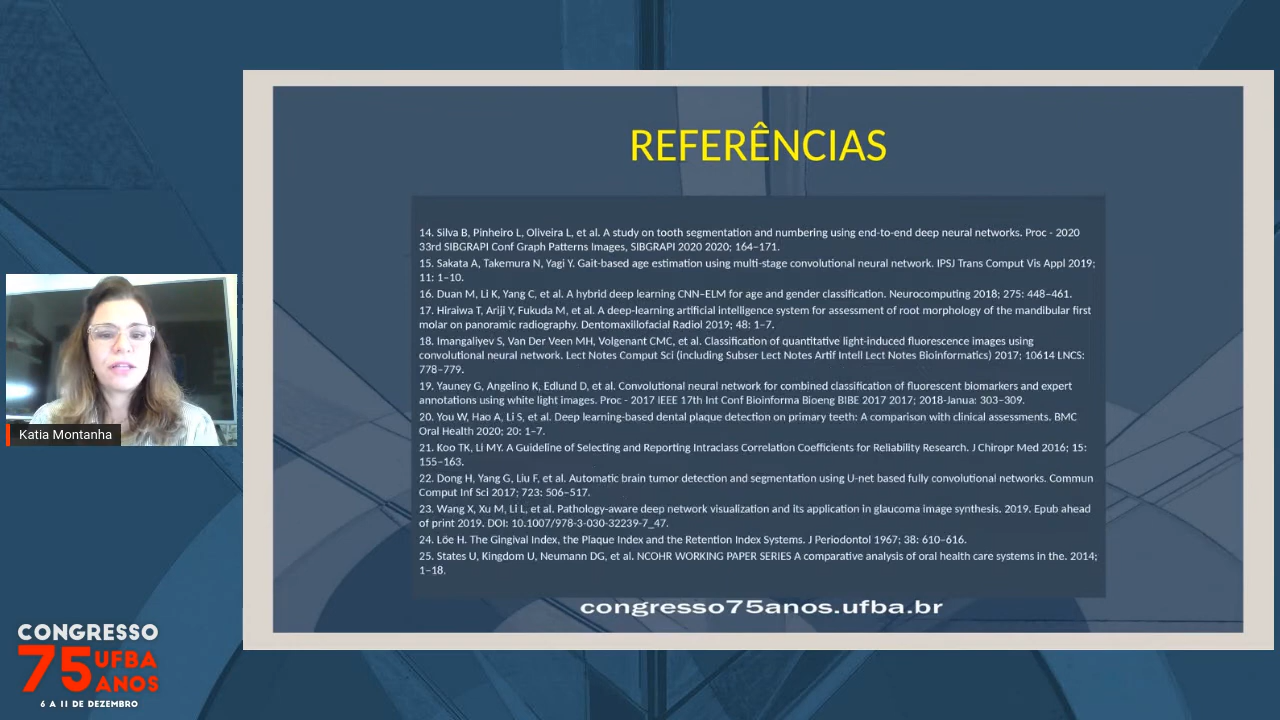 REFERÊNCIAS
14. Silva B, Pinheiro L, Oliveira L, et al. A study on tooth segmentation and numbering using end-to-end deep neural networks. Proc - 2020
33rd SIBGRAPI Conf Graph Patterns Images, SIBGRAPI 2020 2020; 164–171.
15. Sakata A, Takemura N, Yagi Y. Gait-based age estimation using multi-stage convolutional neural network. IPSJ Trans Comput Vis Appl 2019;
11: 1–10.
16. Duan M, Li K, Yang C, et al. A hybrid deep learning CNN–ELM for age and gender classification. Neurocomputing 2018; 275: 448–461.
17. Hiraiwa T, Ariji Y, Fukuda M, et al. A deep-learning artificial intelligence system for assessment of root morphology of the mandibular first
molar on panoramic radiography. Dentomaxillofacial Radiol 2019; 48: 1–7.
18. Imangaliyev S, Van Der Veen MH, Volgenant CMC, et al. Classification of quantitative light-induced fluorescence images using
convolutional neural network. Lect Notes Comput Sci (including Subser Lect Notes Artif Intell Lect Notes Bioinformatics) 2017; 10614 LNCS:
778–779.
19. Yauney G, Angelino K, Edlund D, et al. Convolutional neural network for combined classification of fluorescent biomarkers and expert
annotations using white light images. Proc - 2017 IEEE 17th Int Conf Bioinforma Bioeng BIBE 2017 2017; 2018-Janua: 303–309.
20. You W, Hao A, Li S, et al. Deep learning-based dental plaque detection on primary teeth: A comparison with clinical assessments. BMC
Oral Health 2020; 20: 1–7.
21. Koo TK, Li MY. A Guideline of Selecting and Reporting Intraclass Correlation Coefficients for Reliability Research. J Chiropr Med 2016; 15:
155–163.
22. Dong H, Yang G, Liu F, et al. Automatic brain tumor detection and segmentation using U-net based fully convolutional networks. Commun
Comput Inf Sci 2017; 723: 506–517.
23. Wang X, Xu M, Li L, et al. Pathology-aware deep network visualization and its application in glaucoma image synthesis. 2019. Epub ahead
of print 2019. DOI: 10.1007/978-3-030-32239-7_47.
24. Löe H. The Gingival Index, the Plaque Index and the Retention Index Systems. J Periodontol 1967; 38: 610–616.
25. States U, Kingdom U, Neumann DG, et al. NCOHR WORKING PAPER SERIES A comparative analysis of oral health care systems in the. 2014;
1–18.
congresso75anos.ufba.br
Katia Montanha
CONGRESSO
75 UFBA
ANOS
6 A 11 DE DEZEMBRO